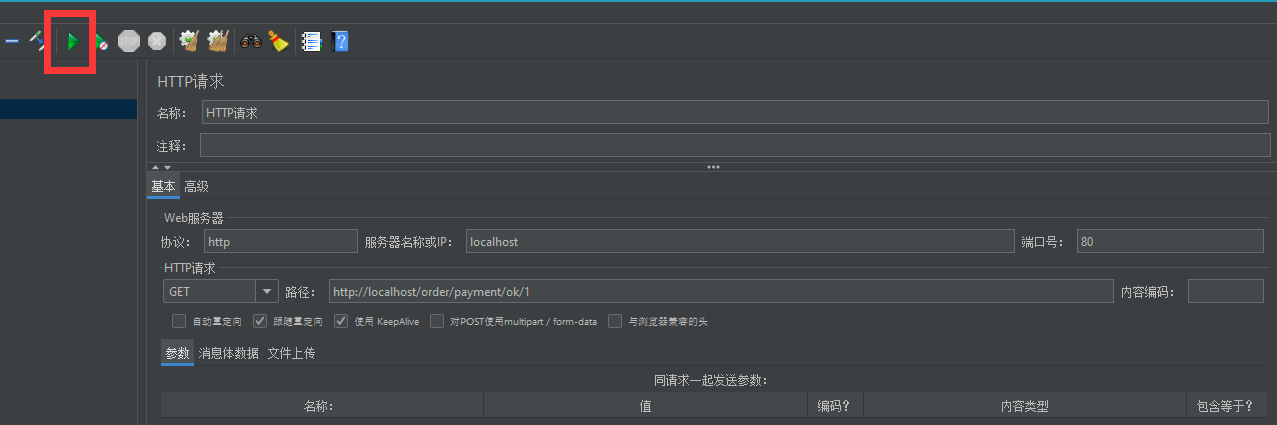 HTTP请求
名称： HTTP请求
注释：
基本 高级
Web服务器
协议： http 服务器名称或IP： localhost 端口号： 80
HTTP请求
GET 路径： http://localhost/order/payment/ok/1 内容编码：
自动重定向 跟随重定向 使用 KeepAlive 对POST使用multipart / form-data 与浏览器兼容的头
参数 消息体数据 文件上传
同请求一起发送参数：
名称： 值 编码？ 内容类型 包含等于？